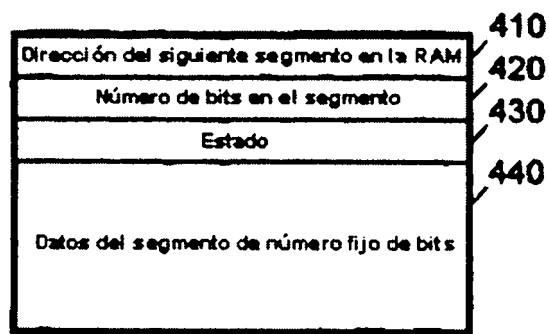 410
Dirección del siguiente segmento en la RAM
420
Número de bits en el segmento
430
Estado
440
Datos del segmento de número fijo de bits